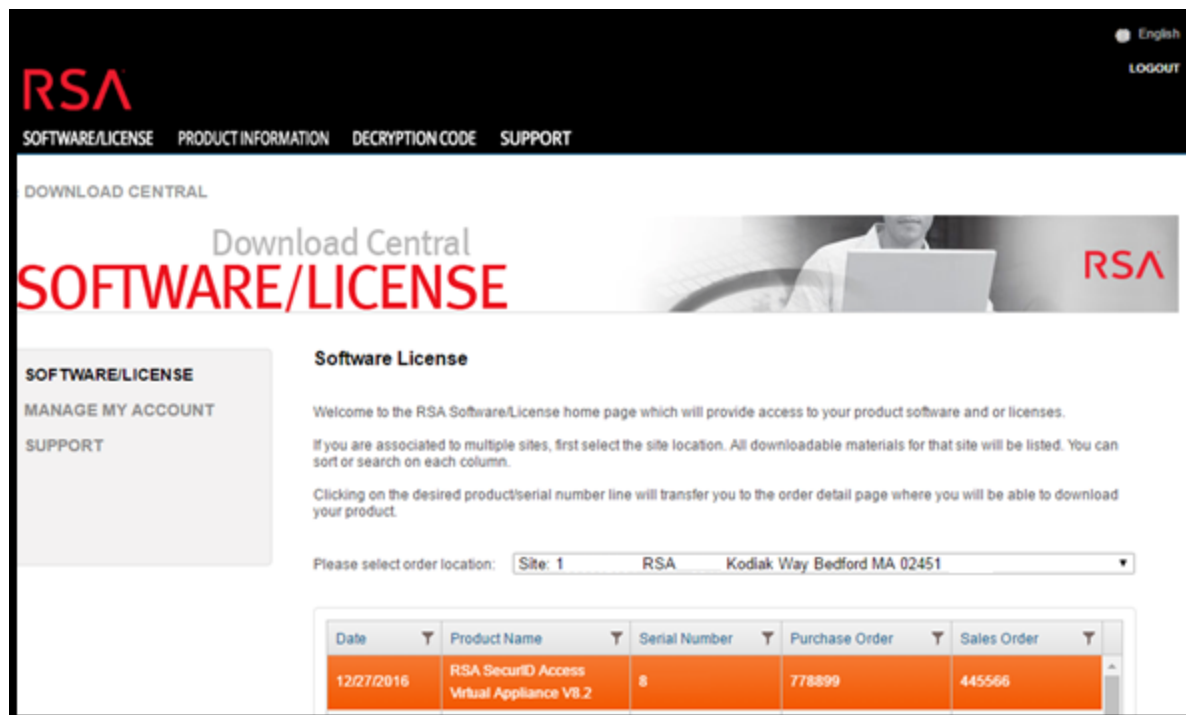 English
LOGOUT
RSA
SOFTWARE/LICENSE PRODUCT INFORMATION DECRYPTION CODE SUPPORT
DOWNLOAD CENTRAL
Download Central
SOFTWARE/LICENSE
RSA
SOFTWARE/LICENSE
MANAGE MY ACCOUNT
SUPPORT
Software License
Welcome to the RSA Software/License home page which will provide access to your product software and or licenses.
If you are associated to multiple sites, first select the site location. All downloadable materials for that site will be listed. You can
sort or search on each column.
Clicking on the desired product/serial number line will transfer you to the order detail page where you will be able to download
your product.
Please select order location: Site: 1 RSA Kodiak Way Bedford MA 02451
Date Product Name Serial Number Purchase Order Sales Order
12/27/2016 RSA SecurID Access Virtual Appliance V8.2 8 778899 445566